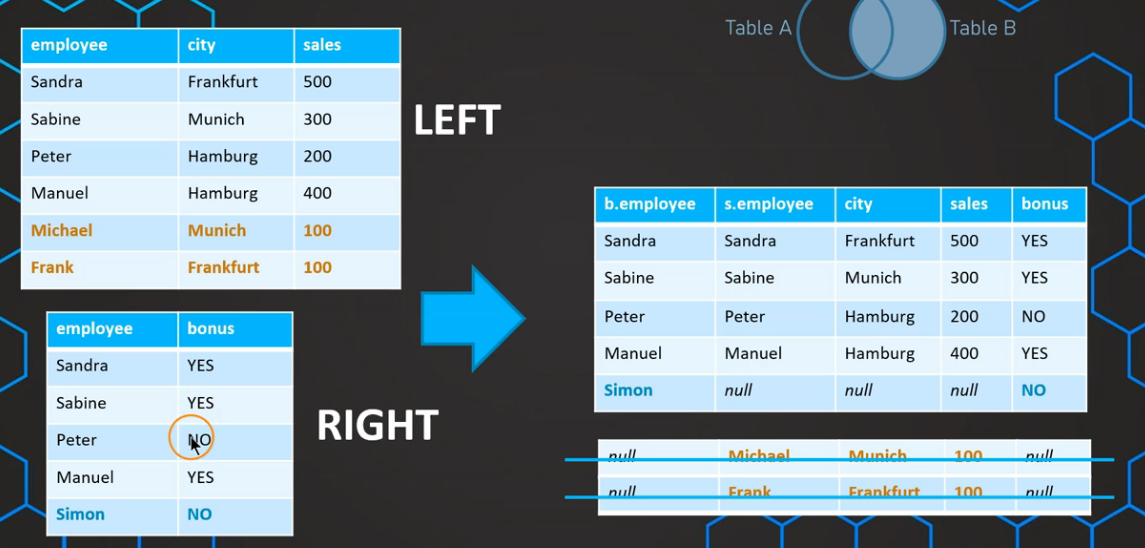 Table A Table B
employee city sales
Sandra Frankfurt 500
Sabine Munich 300
Peter Hamburg 200
Manuel Hamburg 400
Michael Munich 100
Frank Frankfurt 100
LEFT
employee bonus
Sandra YES
Sabine YES
Peter NO
Manuel YES
Simon NO
RIGHT
b.employee s.employee city sales bonus
Sandra Sandra Frankfurt 500 YES
Sabine Sabine Munich 300 YES
Peter Peter Hamburg 200 NO
Manuel Manuel Hamburg 400 YES
Simon null null null NO
null Michael Munich 100 null
null Frank Frankfurt 100 null